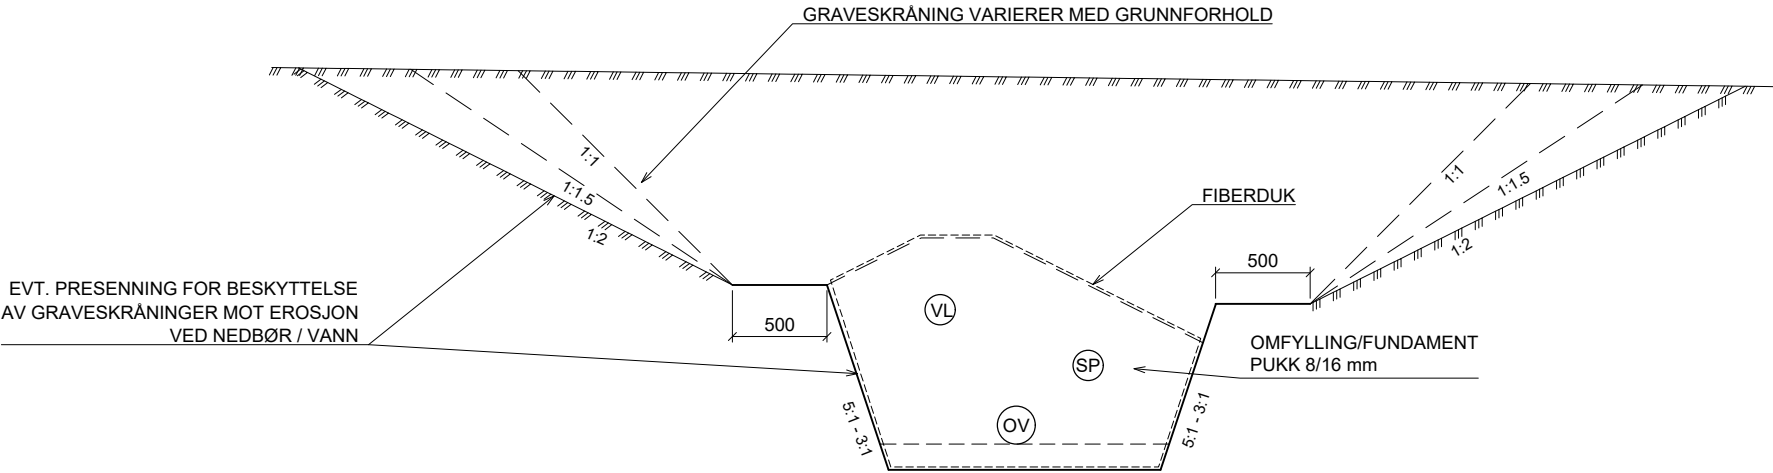 GRAVESKRÅNING VARIERER MED GRUNNFORHOLD
1:1
1:1.5
1:2
1:1
1:1.5
1:2
FIBERDUK
500
500
EVT. PRESENNING FOR BESKYTTELSE
AV GRAVESKRÅNINGER MOT EROSJON
VED NEDBØR / VANN
VL
SP
OV
OMFYLLING/FUNDAMENT
PUKK 8/16 mm
5:1 - 3:1
5:1 - 3:1